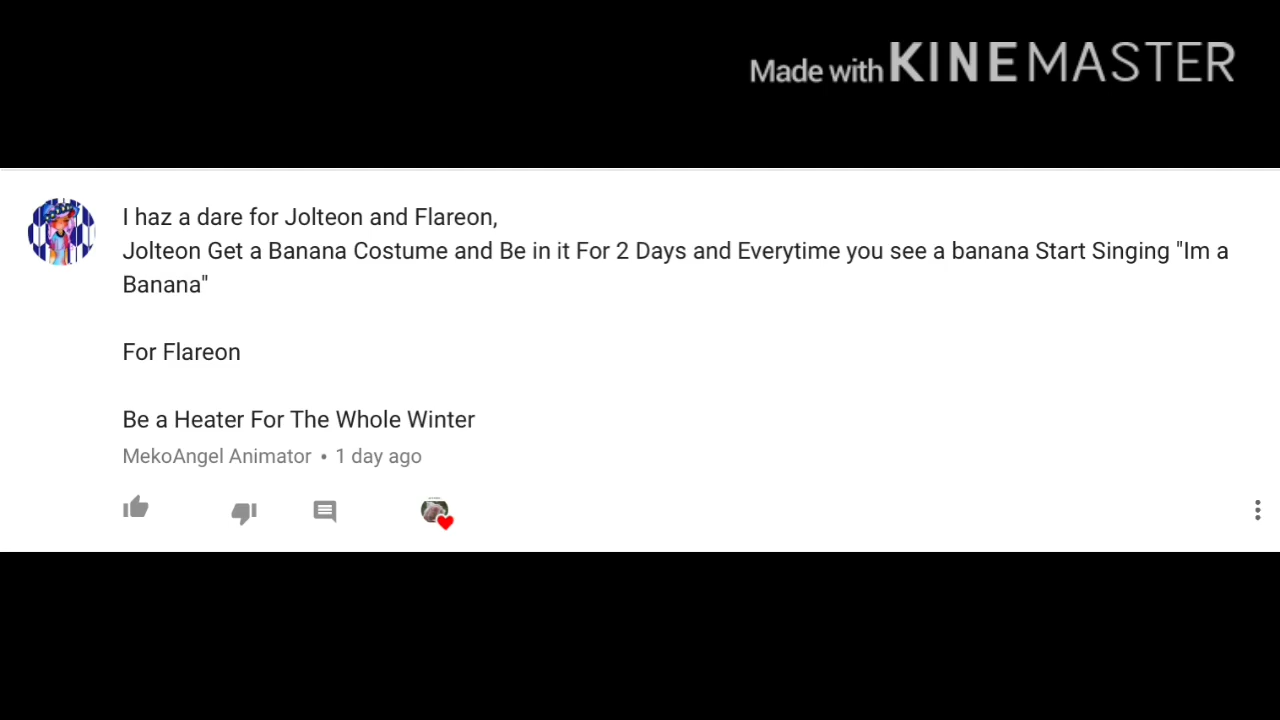 Made with KINEMASTER
I haz a dare for Jolteon and Flareon,
Jolteon Get a Banana Costume and Be in it For 2 Days and Everytime you see a banana Start Singing "Im a
Banana"
For Flareon
Be a Heater For The Whole Winter
MekoAngel Animator • 1 day ago